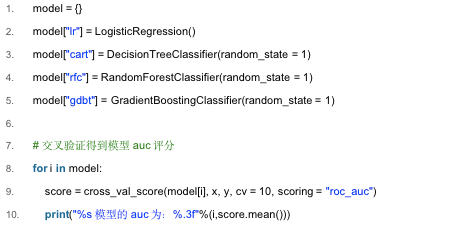 1. model = {}
2. model["lr"] = LogisticRegression()
3. model["cart"] = DecisionTreeClassifier(random_state = 1)
4. model["rfc"] = RandomForestClassifier(random_state = 1)
5. model["gdbt"] = GradientBoostingClassifier(random_state = 1)
6.
7. # 交叉验证得到模型 auc 评分
8. for i in model:
9. score = cross_val_score(model[i], x, y, cv = 10, scoring = "roc_auc")
10. print("%s 模型的 auc 为：%.3f"%(i,score.mean()))